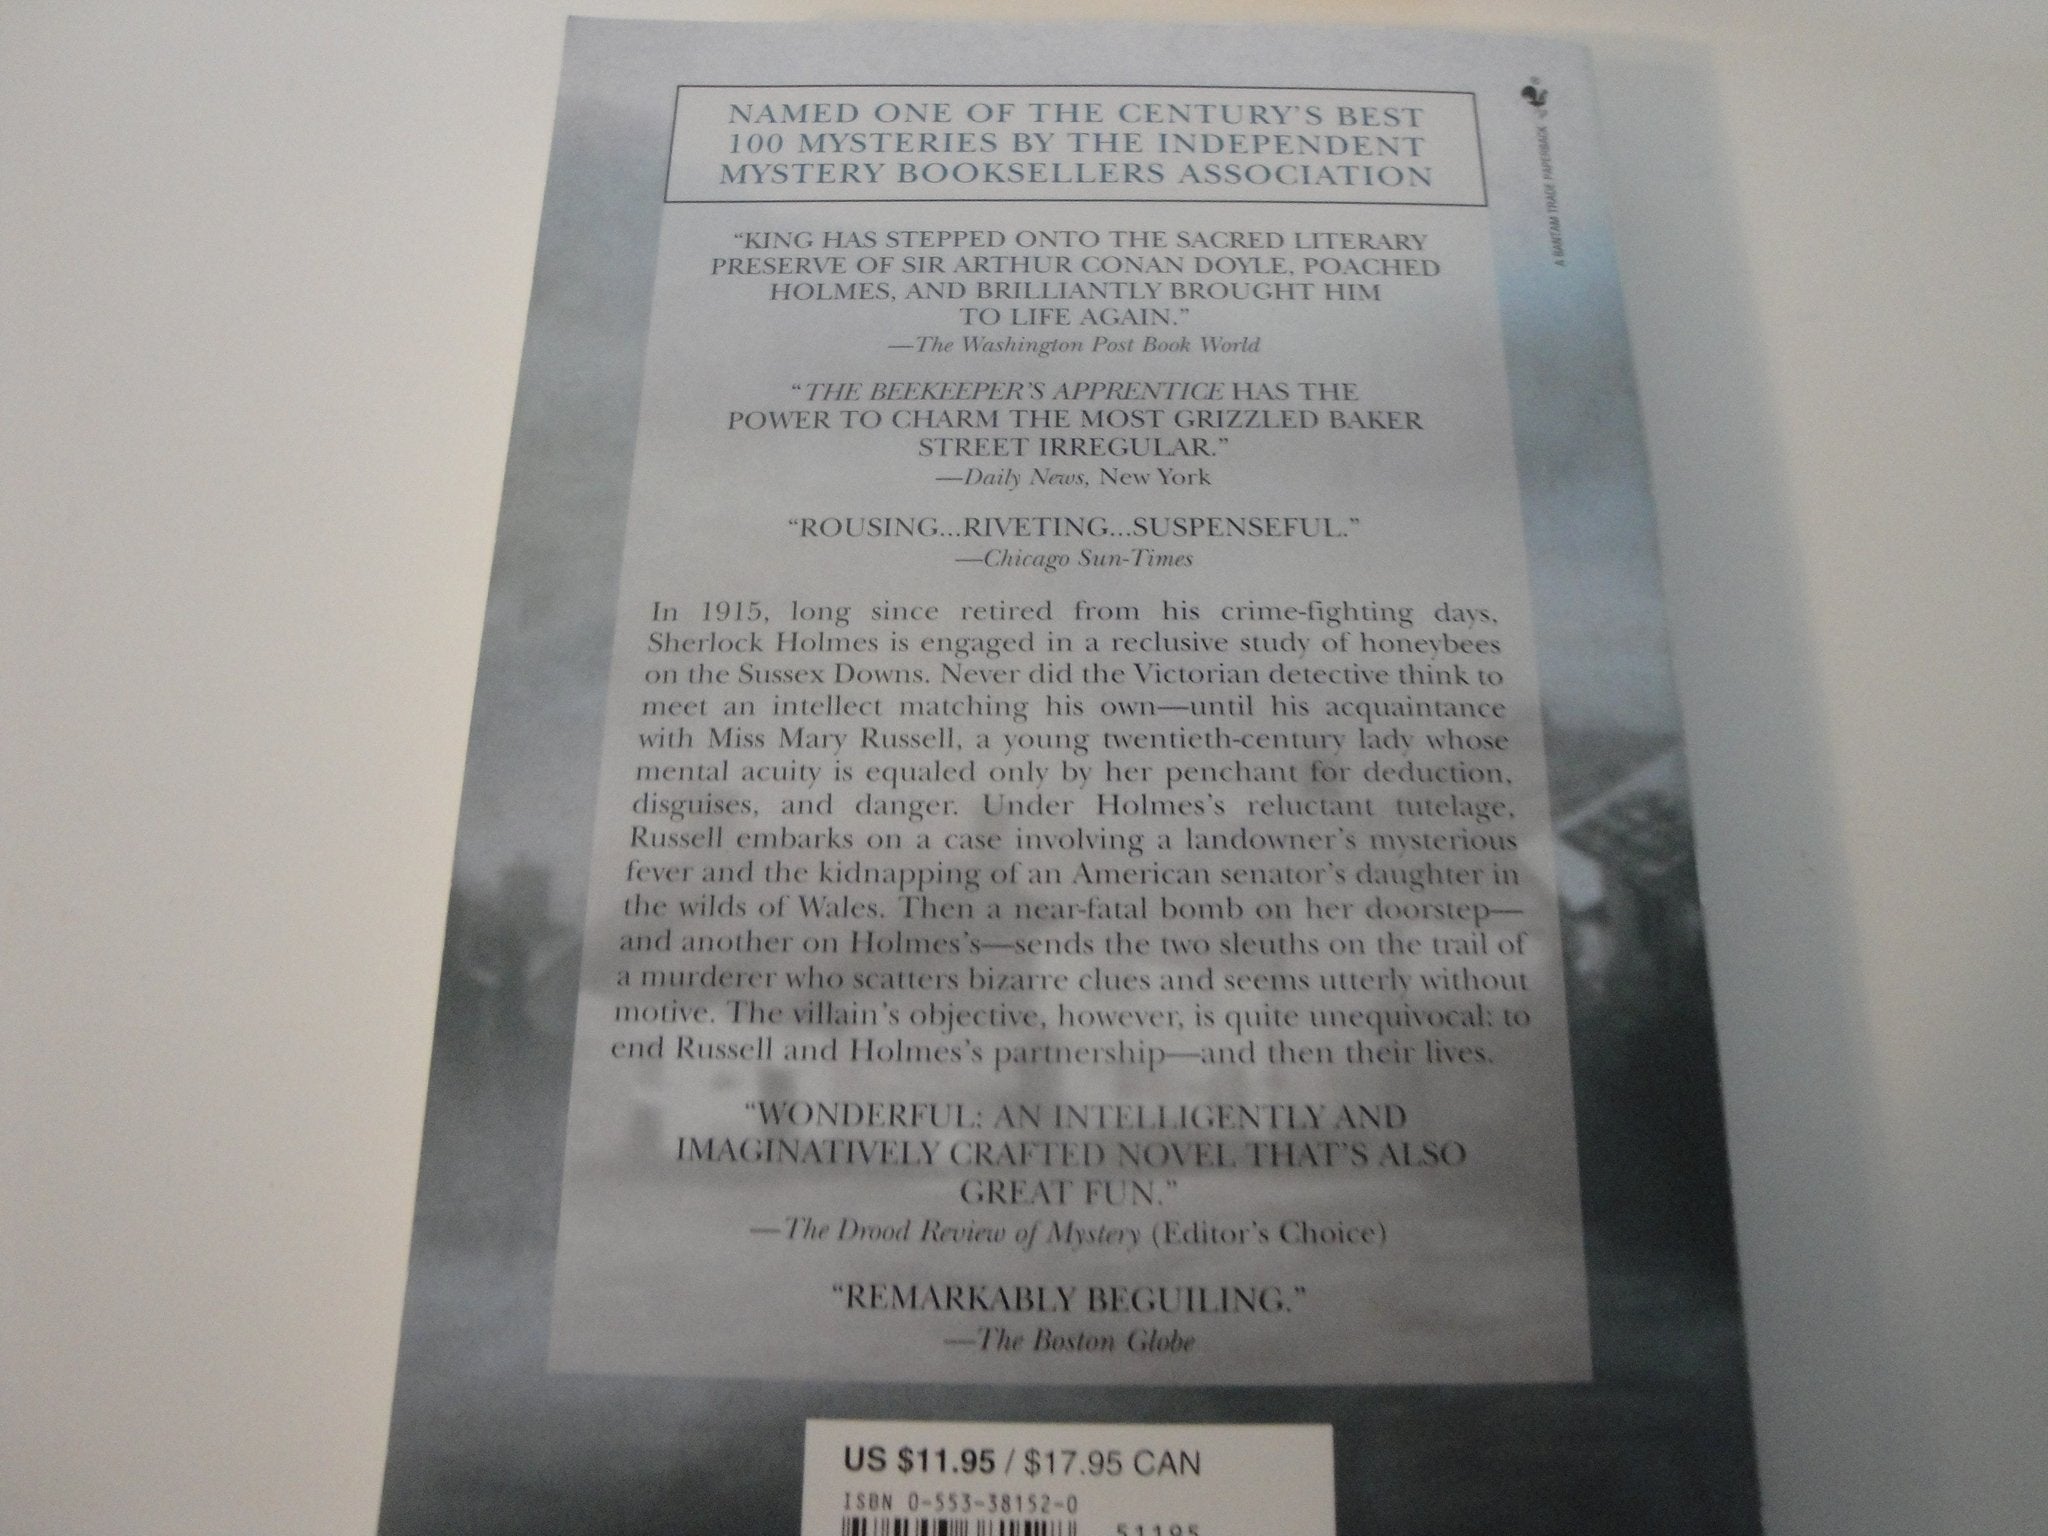 NAMED ONE OF THE CENTURY'S BEST
100 MYSTERIES BY THE INDEPENDENT
MYSTERY BOOKSELLERS ASSOCIATION
A BANTAM TRADE PAPERBACK
“KING HAS STEPPED ONTO THE SACRED LITERARY
PRESERVE OF SIR ARTHUR CONAN DOYLE, POACHED
HOLMES, AND BRILLIANTLY BROUGHT HIM
TO LIFE AGAIN.”
—The Washington Post Book World
“THE BEEKEEPER'S APPRENTICE HAS THE
POWER TO CHARM THE MOST GRIZZLED BAKER
STREET IRREGULAR.”
—Daily News, New York
“ROUSING...RIVETING...SUSPENSEFUL.”
—Chicago Sun-Times
In 1915, long since retired from his crime-fighting days,
Sherlock Holmes is engaged in a reclusive study of honeybees
on the Sussex Downs. Never did the Victorian detective think to
meet an intellect matching his own—until his acquaintance
with Miss Mary Russell, a young twentieth-century lady whose
mental acuity is equaled only by her penchant for deduction,
disguises, and danger. Under Holmes's reluctant tutelage,
Russell embarks on a case involving a landowner's mysterious
fever and the kidnapping of an American senator's daughter in
the wilds of Wales. Then a near-fatal bomb on her doorstep—
and another on Holmes's—sends the two sleuths on the trail of
a murderer who scatters bizarre clues and seems utterly without
motive. The villain's objective, however, is quite unequivocal: to
end Russell and Holmes's partnership—and then their lives.
“WONDERFUL: AN INTELLIGENTLY AND
IMAGINATIVELY CRAFTED NOVEL THAT'S ALSO
GREAT FUN.”
—The Drood Review of Mystery (Editor's Choice)
“REMARKABLY BEGUILING.”
—The Boston Globe
US $11.95 / $17.95 CAN
ISBN 0-553-38152-0
51195